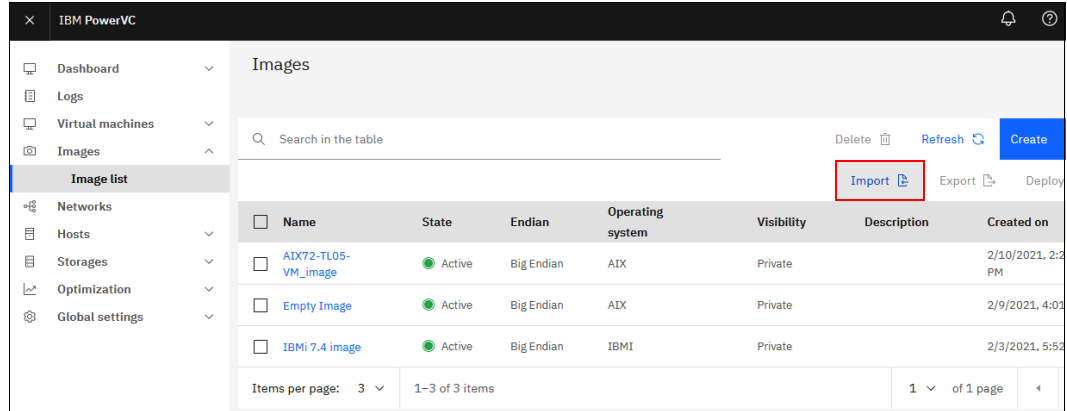 IBM PowerVC
Dashboard
Logs
Virtual machines
Images
Image list
Networks
Hosts
Storages
Optimization
Global settings
Images
Search in the table
Delete
Refresh
Create
Import
Export
Deploy
Name State Endian Operating system Visibility Description Created on
AIX72-TL05-VM_image Active Big Endian AIX Private 2/10/2021, 2:2 PM
Empty Image Active Big Endian AIX Private 2/9/2021, 4:01
IBMi 7.4 image Active Big Endian IBMI Private 2/3/2021, 5:52
Items per page: 3 1–3 of 3 items 1 of 1 page